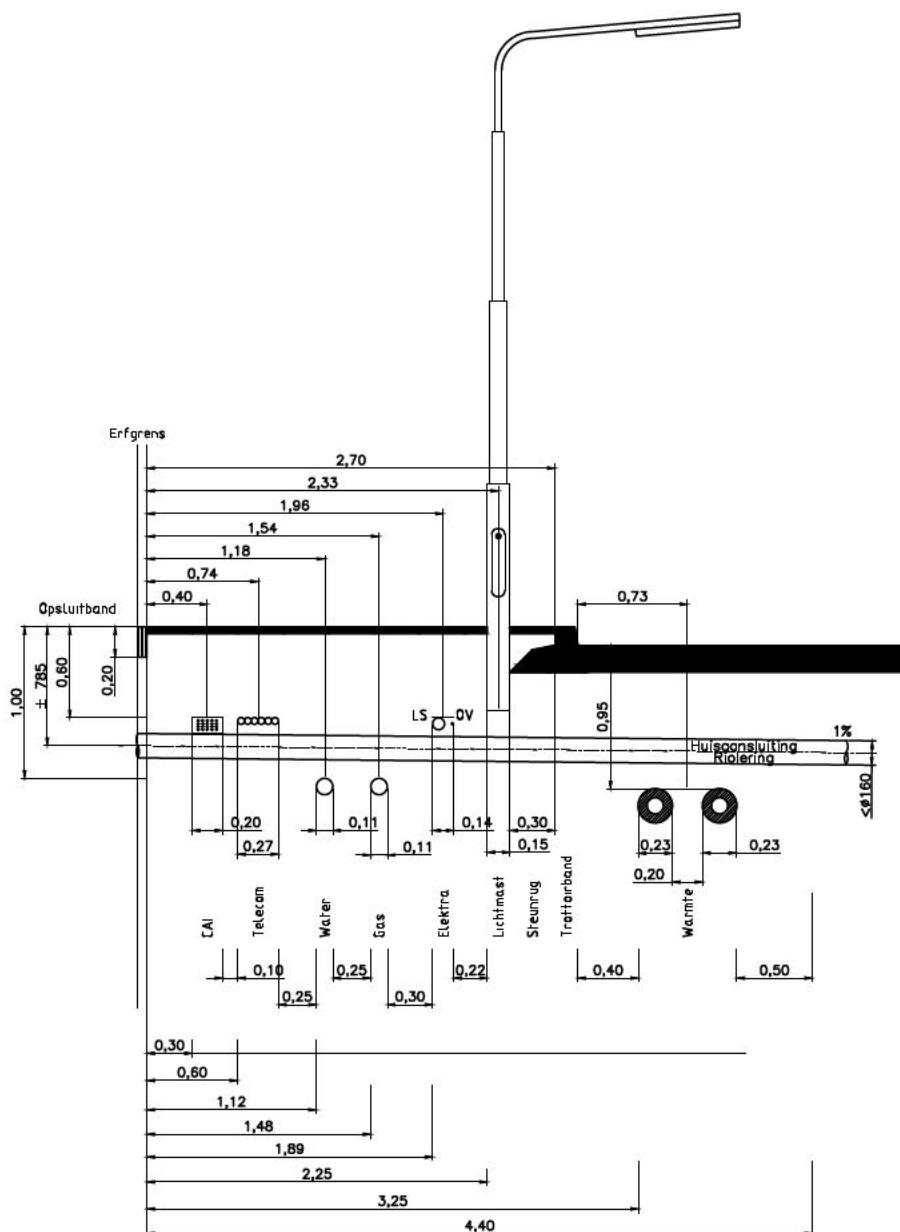 Erfgrens
2,70
2,33
1,96
1,54
1,18
0,74
0,40
0,73
Opsluitband
1,00
± 785
0,60
0,20
0,95
LS
OV
1%
Huisaansluiting
Riolering
≤ø160
0,20
0,11
0,14
0,30
0,27
0,11
0,15
0,23
0,23
0,20
CAI
Telecom
Water
Gas
Elektra
Lichtmast
Steunrug
Trottoirband
Warmte
0,10
0,25
0,22
0,40
0,50
0,25
0,30
0,30
0,60
1,12
1,48
1,89
2,25
3,25
4,40